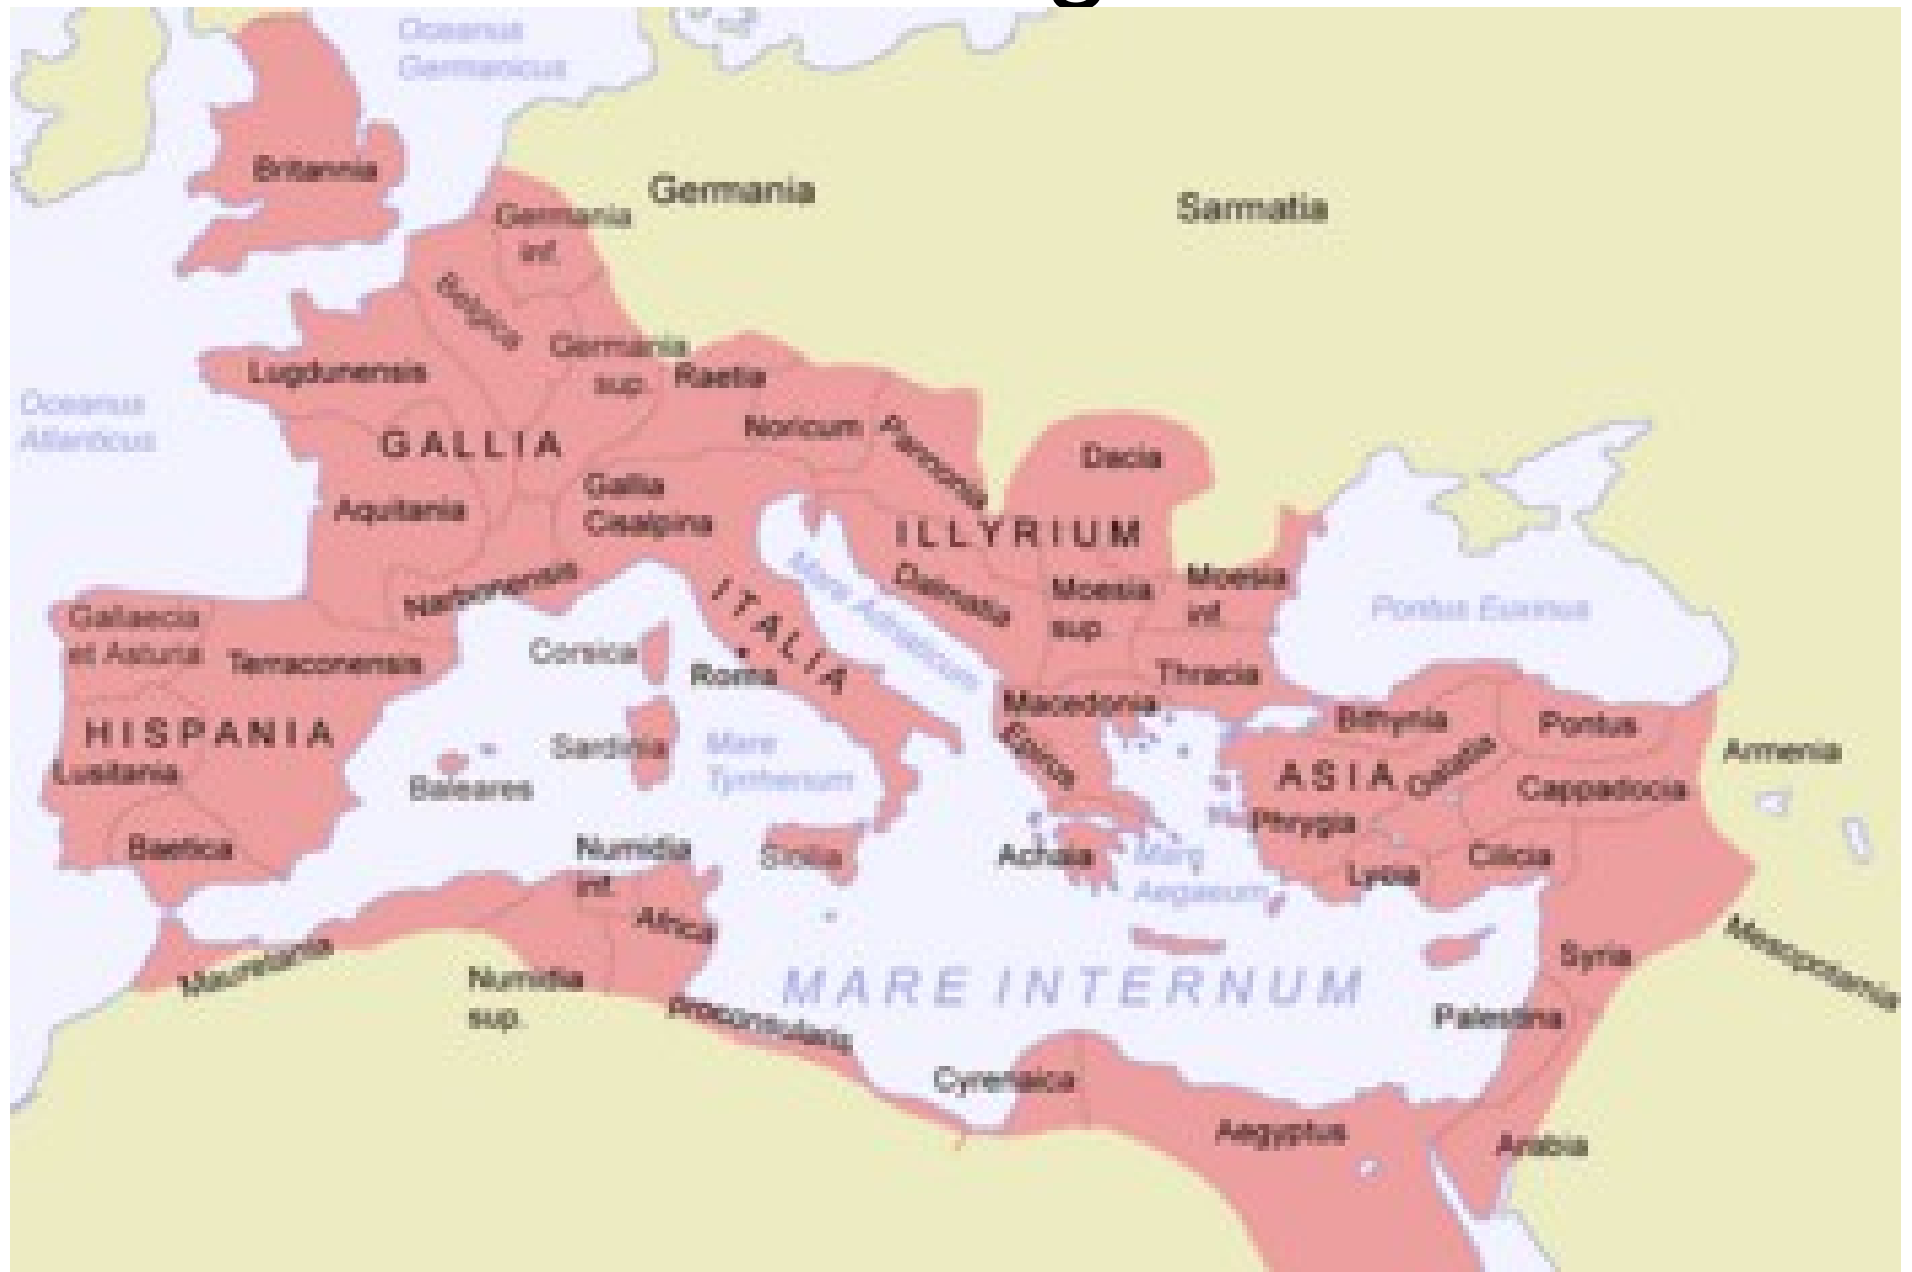 g
Oceanus
Germanicus
Britannia
Germania
Sarmatia
Germania
inf.
Belgica
Germania
sup.
Lugdunensis
Raetia
Oceanus
Atlanticus
GALLIA
Noricum
Pannonia
Dacia
Gallia
Cisalpina
Aquitania
ILLYRIUM
Narbonensis
Mare Adriaticum
Dalmatia
Moesia
sup.
Moesia
inf.
Pontus Euxinus
Gallaecia
et Asturia
Terraconensis
Corsica
ITALIA
Roma
Thracia
Macedonia
HISPANIA
Lusitania
Baleares
Sardinia
Mare
Tyrrhenum
Epirus
Bithynia
Pontus
Armenia
ASIA
Galatia
Cappadocia
Phrygia
Baetica
Numidia
inf.
Sinilia
Achaia
Mare
Aegaeum
Lycia
Cilicia
Africa
Mauretania
Numidia
sup.
proconsularis
MARE INTERNUM
Syria
Mesopotamia
Palestina
Cyrenaica
Aegyptus
Arabia